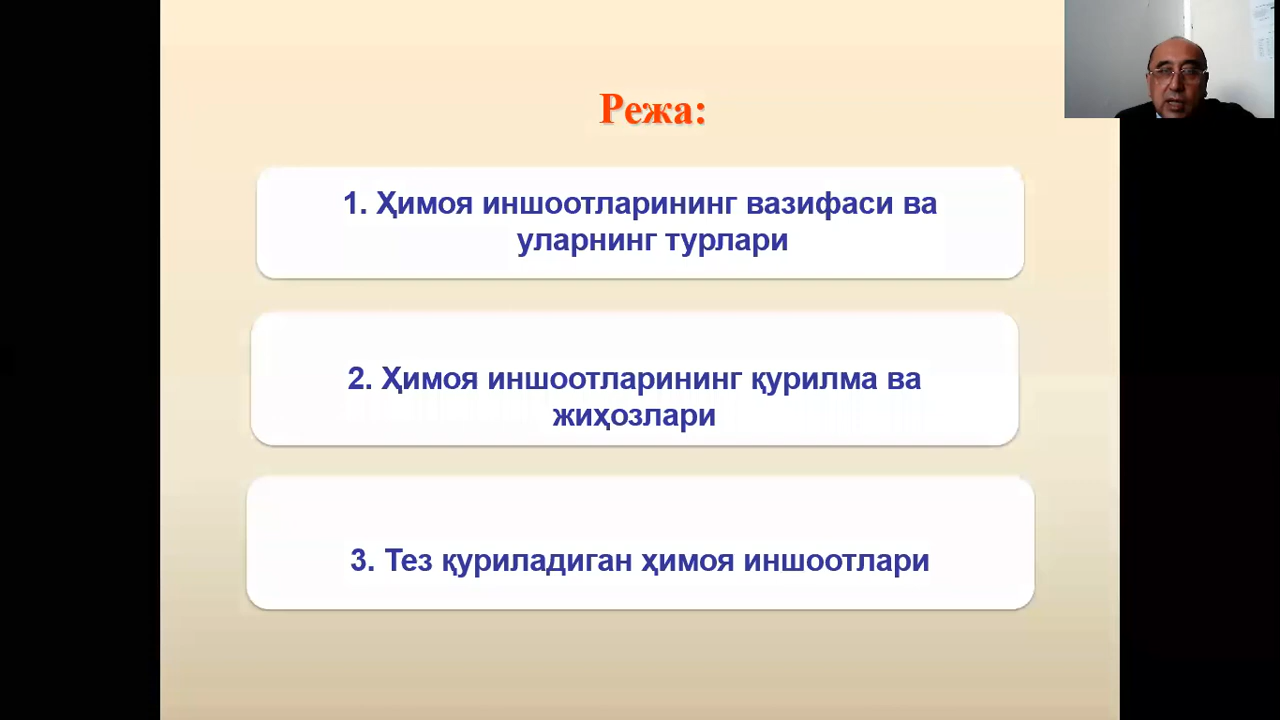 Режа:
1. Ҳимоя иншоотларининг вазифаси ва
уларнинг турлари
2. Ҳимоя иншоотларининг қурилма ва
жиҳозлари
3. Тез қуриладиган ҳимоя иншоотлари